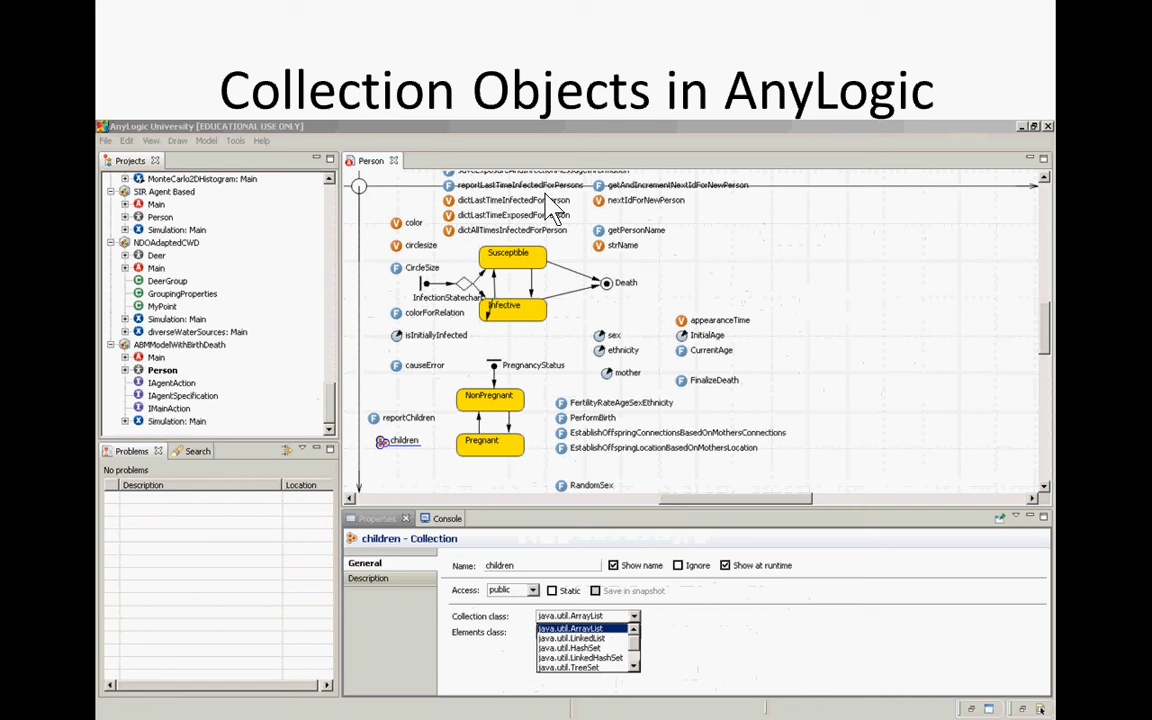 Collection Objects in AnyLogic
AnyLogic University [EDUCATIONAL USE ONLY]
File Edit View Draw Model Tools Help
Projects
MonteCarlo2DHistogram: Main
SIR Agent Based
Main
Person
Simulation: Main
NDOAdaptedCWD
Deer
Main
DeerGroup
GroupingProperties
MyPoint
Simulation: Main
diverseWaterSources: Main
ABMModelWithBirthDeath
Main
Person
IAgentAction
IAgentSpecification
IMainAction
Simulation: Main
Problems Search
No problems
Description Location
Person
reportLastTimeInfectedForPersons getAndIncrementNextIdForNewPerson
dictLastTimeInfectedForPerson nextIdForNewPerson
dictLastTimeExposedForPerson
color dictAllTimesInfectedForPerson getPersonName
circlesize strName
Susceptible
CircleSize
Death
InfectionStatechart
Infective
colorForRelation
appearanceTime
isInitiallyInfected sex InitialAge
ethnicity CurrentAge
causeError PregnancyStatus mother
FinalizeDeath
NonPregnant FertilityRateAgeSexEthnicity
reportChildren PerformBirth
EstablishOffspringConnectionsBasedOnMothersConnections
children Pregnant EstablishOffspringLocationBasedOnMothersLocation
RandomSex
Properties Console
children - Collection
General
Description
Name: children Show name Ignore Show at runtime
Access: public Static Save in snapshot
Collection class: java.util.ArrayList
Elements class:
java.util.ArrayList
java.util.LinkedList
java.util.HashSet
java.util.LinkedHashSet
java.util.TreeSet